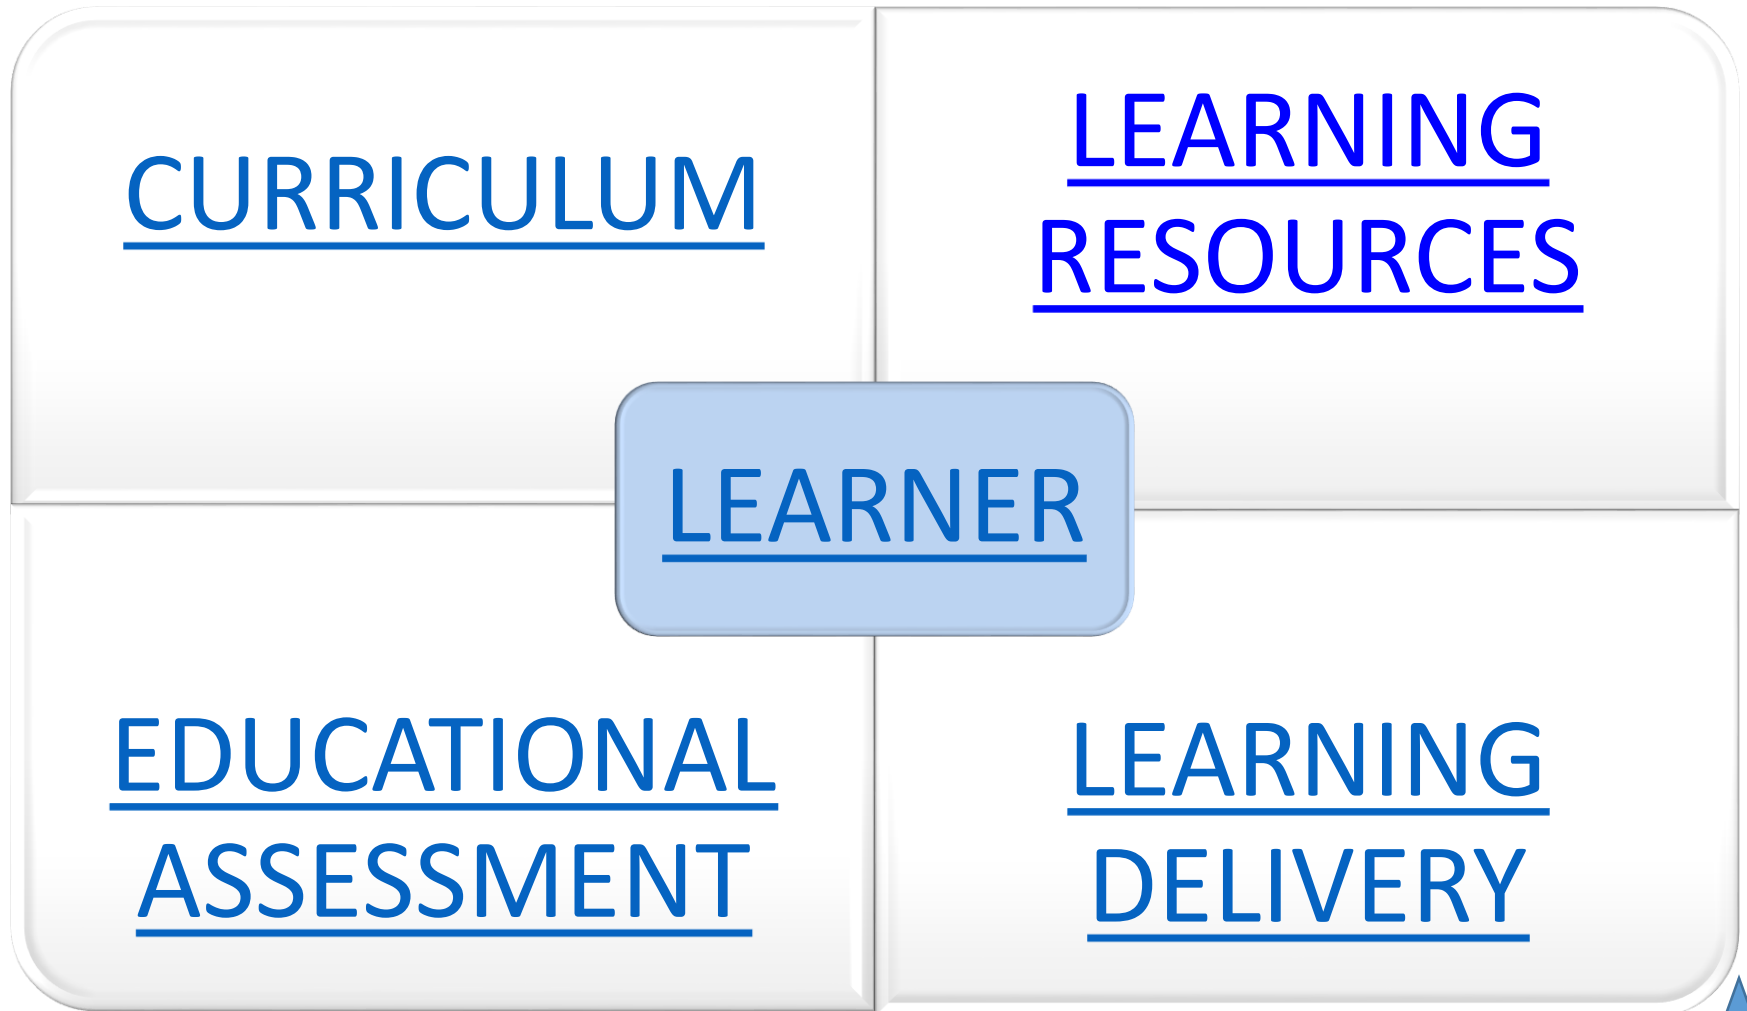 CURRICULUM
LEARNING
RESOURCES
LEARNER
EDUCATIONAL
ASSESSMENT
LEARNING
DELIVERY